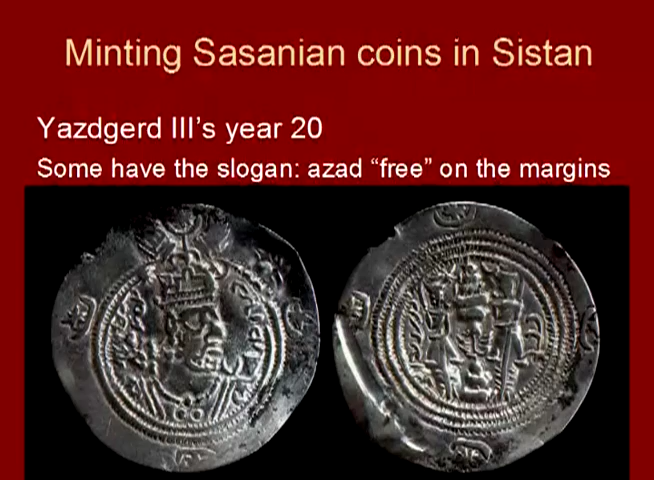 Minting Sasanian coins in Sistan
Yazdgerd III's year 20
Some have the slogan: azad “free” on the margins